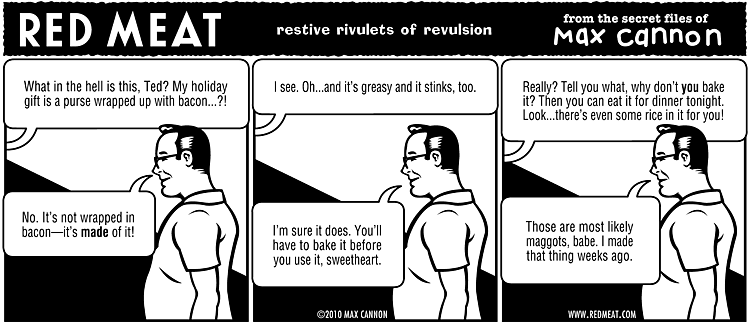 RED MEAT
restive rivulets of revulsion
from the secret files of
Max Cannon
What in the hell is this, Ted? My holiday
gift is a purse wrapped up with bacon...?!
No. It's not wrapped in
bacon—it's made of it!
I see. Oh...and it's greasy and it stinks, too.
I'm sure it does. You'll
have to bake it before
you use it, sweetheart.
©2010 MAX CANNON
Really? Tell you what, why don't you bake
it? Then you can eat it for dinner tonight.
Look...there's even some rice in it for you!
Those are most likely
maggots, babe. I made
that thing weeks ago.
WWW.REDMEAT.COM